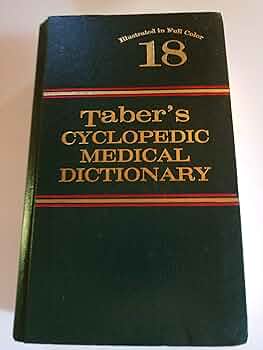 Illustrated in Full Color
18
Taber's
CYCLOPEDIC
MEDICAL
DICTIONARY